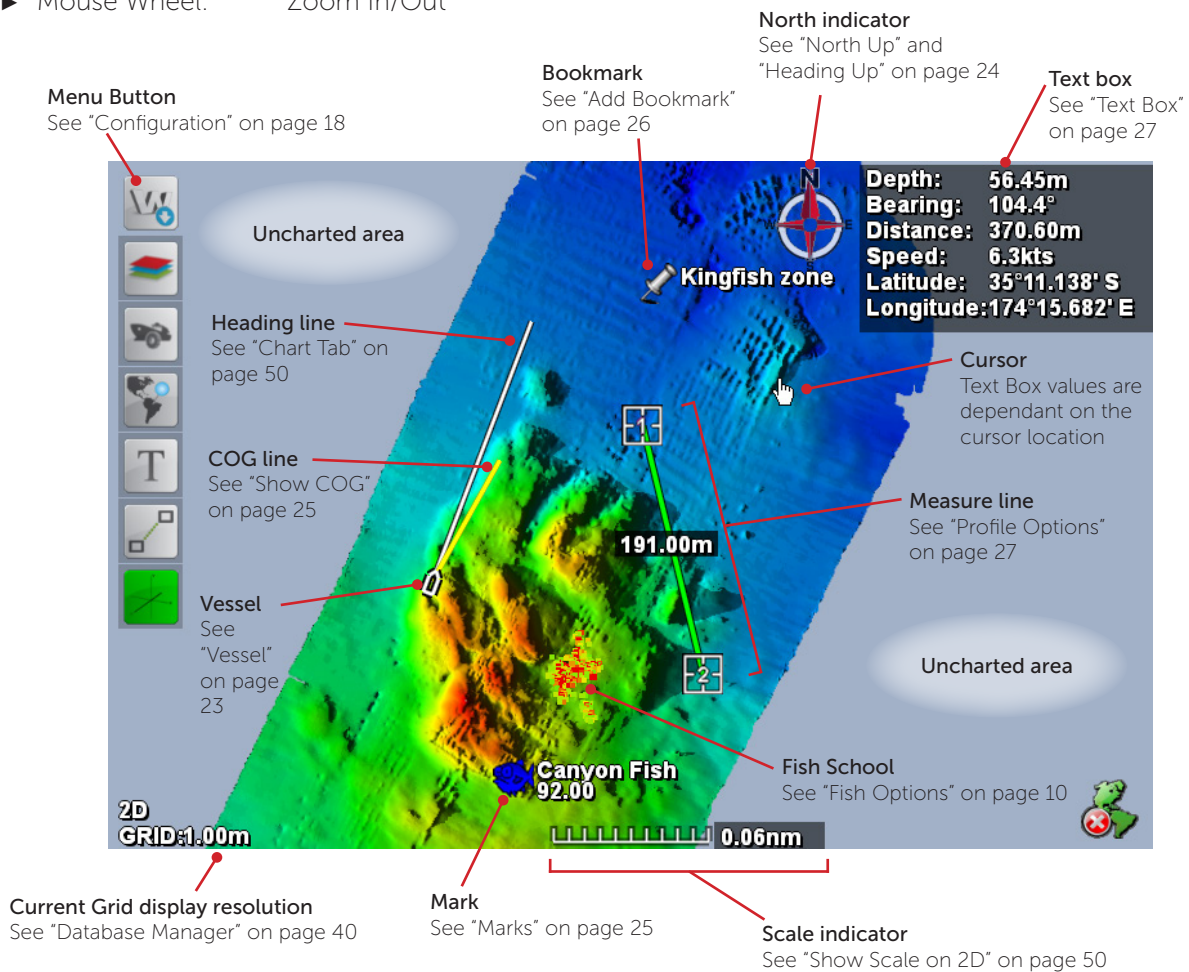 ► Mouse Wheel: Zoom In/Out
North indicator
See “North Up” and
“Heading Up” on page 24
Bookmark
See “Add Bookmark”
on page 26
Text box
See “Text Box”
on page 27
Menu Button
See “Configuration” on page 18
N
W
E
S
Depth: 56.45m
Bearing: 104.4°
Distance: 370.60m
Speed: 6.3kts
Latitude: 35°11.138' S
Longitude: 174°15.682' E
Uncharted area
Kingfish zone
Heading line
See “Chart Tab” on
page 50
Cursor
Text Box values are
dependant on the
cursor location
1
T
COG line
See “Show COG”
on page 25
Measure line
See “Profile Options”
on page 27
191.00m
Vessel
See
“Vessel”
on page
23
2
Uncharted area
Canyon Fish
92.00
Fish School
See “Fish Options” on page 10
2D
GRID:1.00m
0.06nm
Current Grid display resolution
See “Database Manager” on page 40
Mark
See “Marks” on page 25
Scale indicator
See “Show Scale on 2D” on page 50